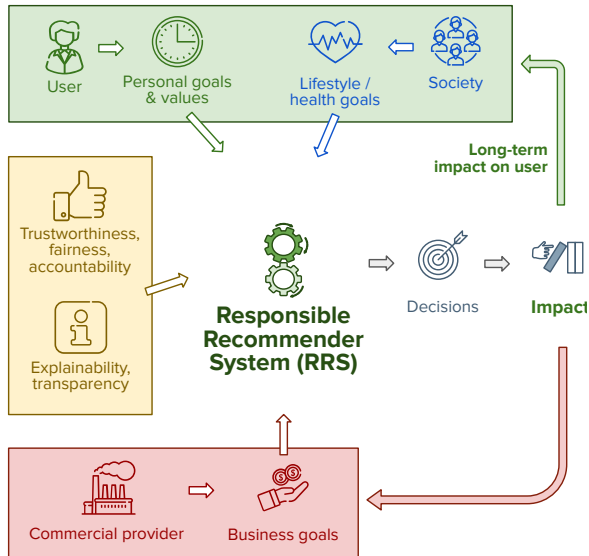 User
Personal goals
& values
Lifestyle /
health goals
Society
Long-term
impact on user
Trustworthiness,
fairness,
accountability
Explainability,
transparency
Responsible
Recommender
System (RRS)
Decisions
Impact
Commercial provider
Business goals